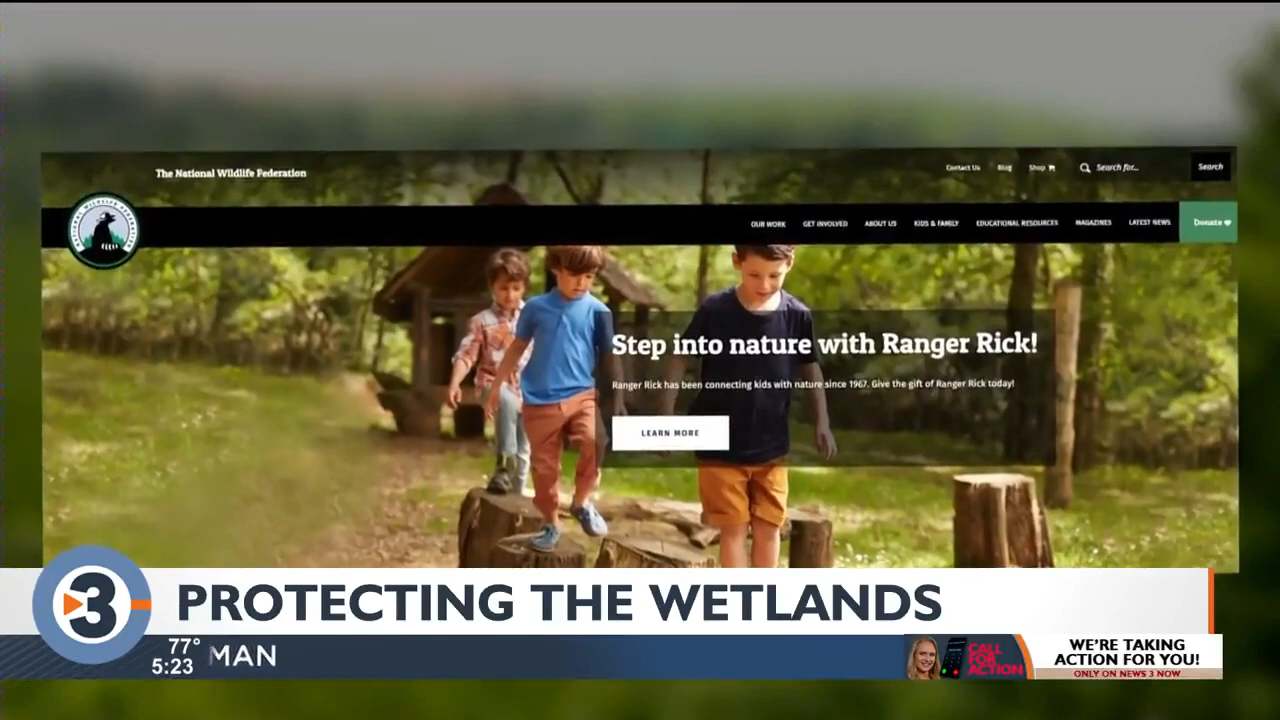 The National Wildlife Federation
Contact Us Blog Shop Search for... Search
NATIONAL WILDLIFE FEDERATION
OUR WORK GET INVOLVED ABOUT US KIDS & FAMILY EDUCATIONAL RESOURCES MAGAZINES LATEST NEWS Donate
Step into nature with Ranger Rick!
Ranger Rick has been connecting kids with nature since 1967. Give the gift of Ranger Rick today!
LEARN MORE
3
PROTECTING THE WETLANDS
77°
5:23
MAN
CALL
FOR
ACTION
WE'RE TAKING
ACTION FOR YOU!
ONLY ON NEWS 3 NOW